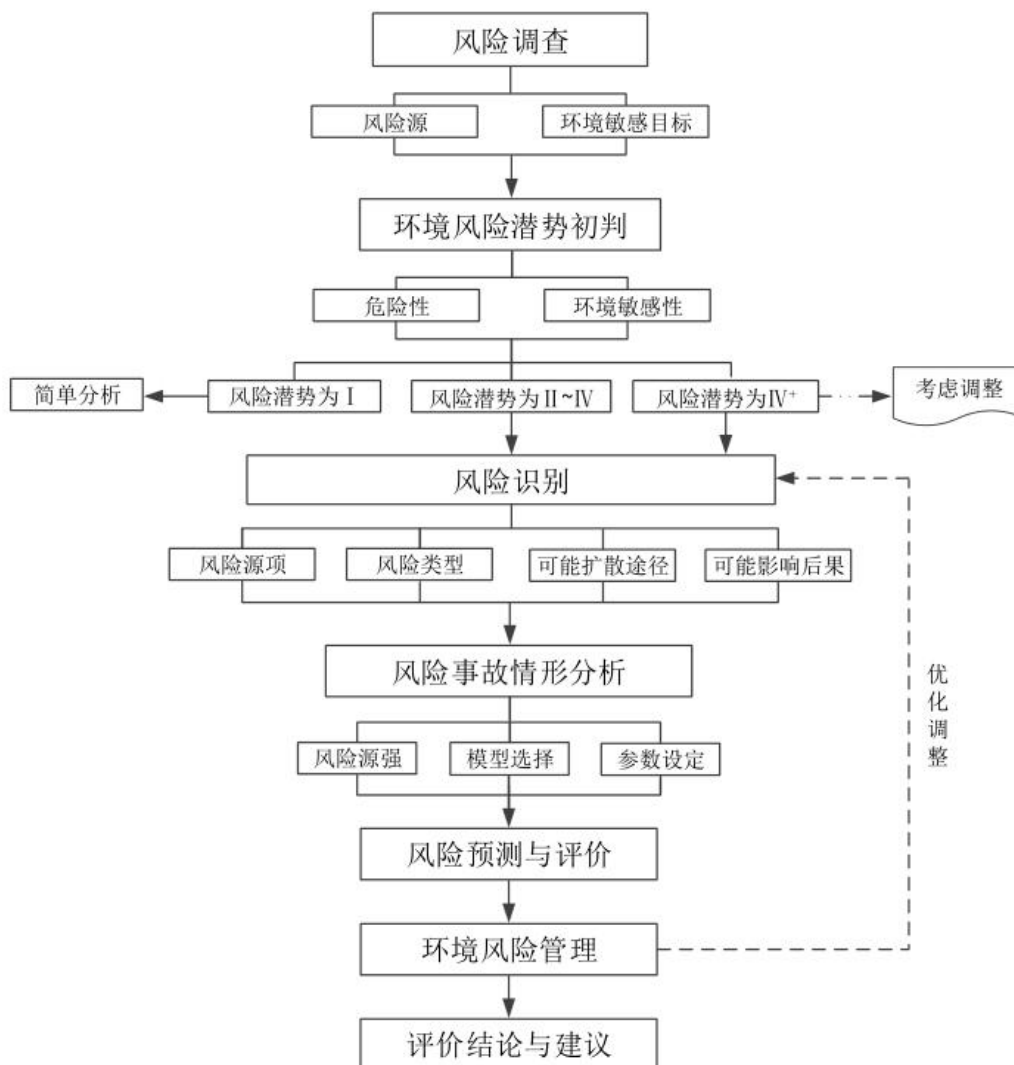 风险调查
风险源
环境敏感目标
环境风险潜势初判
危险性
环境敏感性
简单分析
风险潜势为Ⅰ
风险潜势为Ⅱ~Ⅳ
风险潜势为Ⅳ⁺
考虑调整
风险识别
风险源项
风险类型
可能扩散途径
可能影响后果
风险事故情形分析
风险源强
模型选择
参数设定
优化调整
风险预测与评价
环境风险管理
评价结论与建议